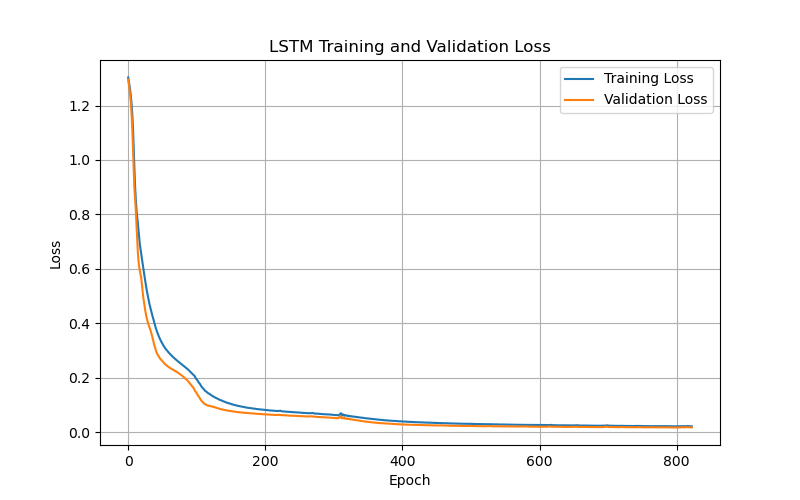 LSTM Training and Validation Loss
Training Loss
Validation Loss
1.2
1.0
0.8
0.6
0.4
0.2
0.0
Loss
0 200 400 600 800
Epoch